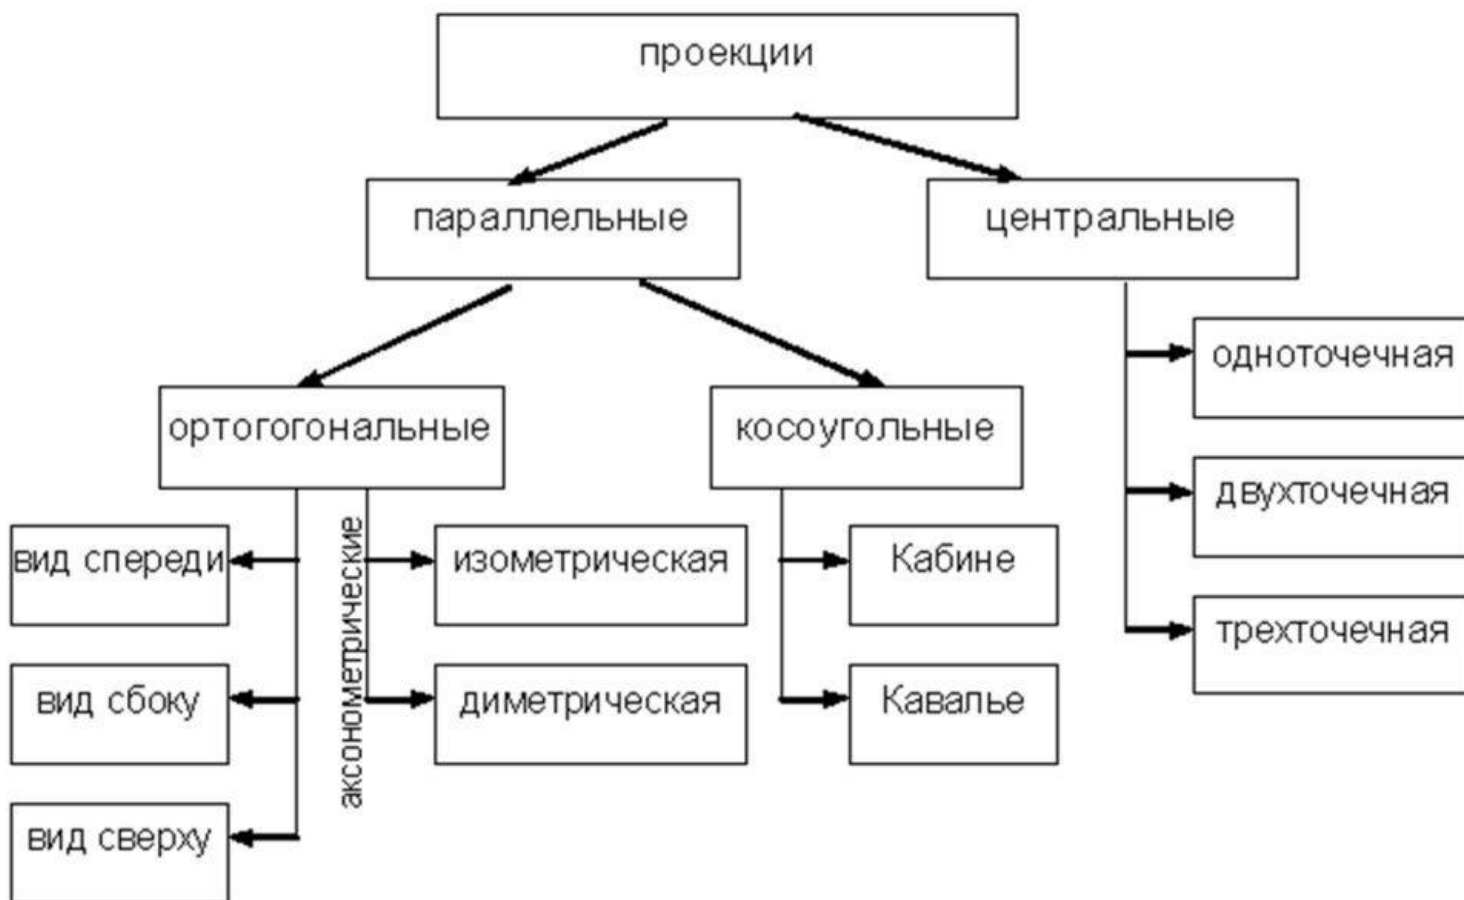 проекции
параллельные
центральные
одноточечная
ортогогональные
косоугольные
двухточечная
вид спереди
аксонометрические
изометрическая
Кабине
трехточечная
вид сбоку
диметрическая
Кавалье
вид сверху